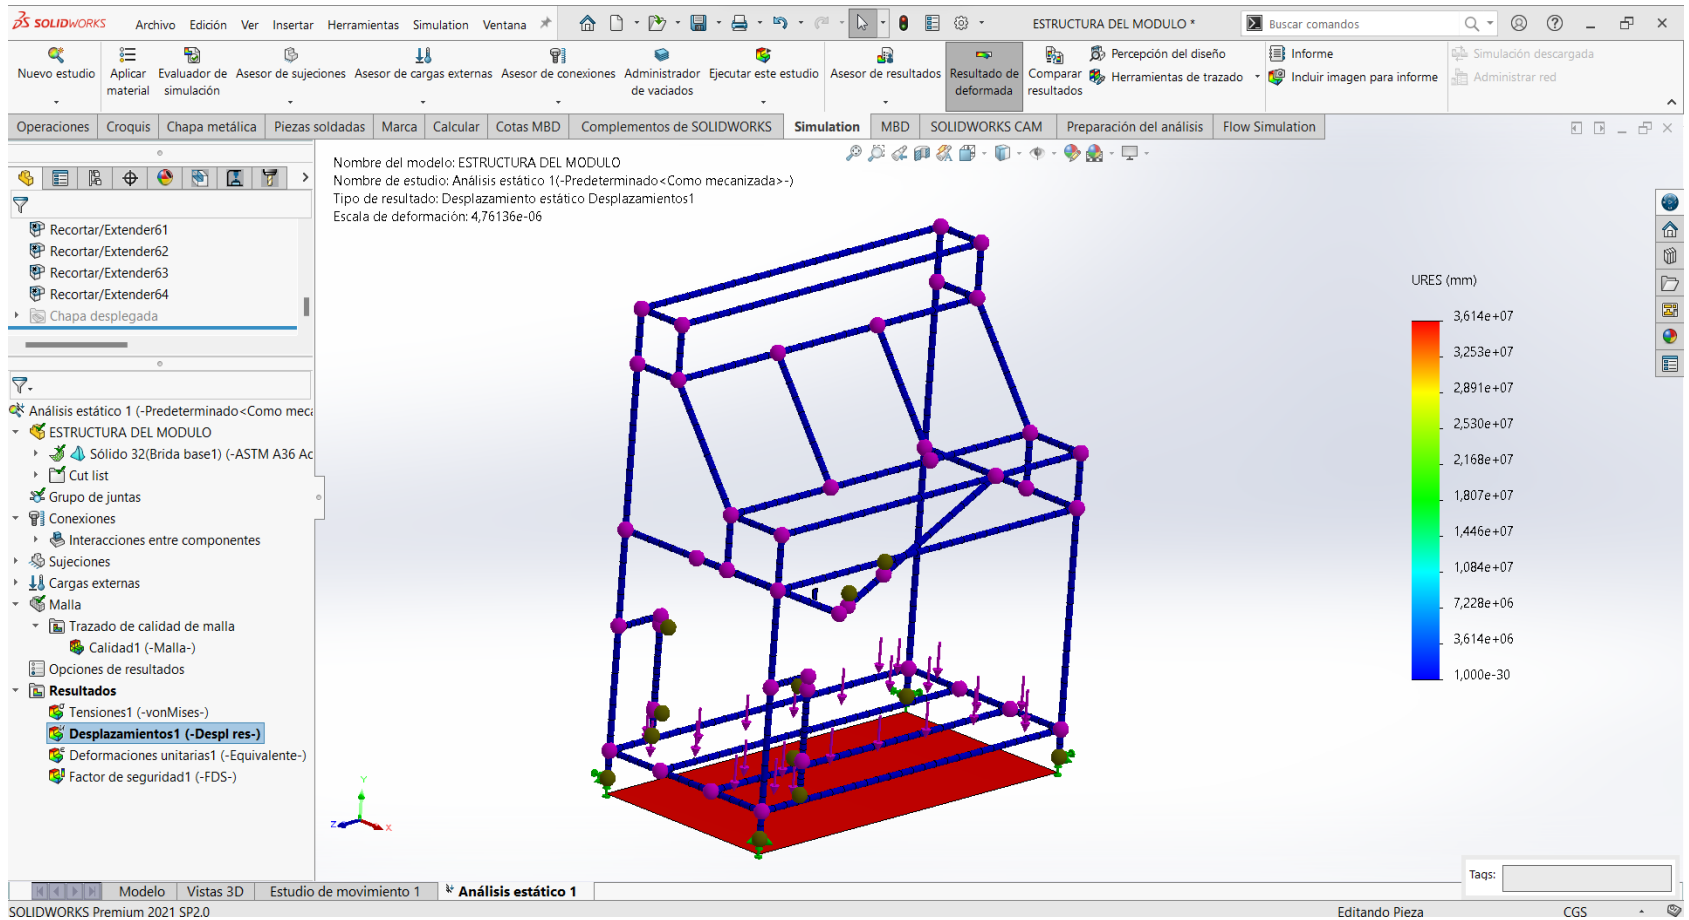 SOLIDWORKS Archivo Edición Ver Insertar Herramientas Simulation Ventana ESTRUCTURA DEL MODULO * Buscar comandos
Nuevo estudio
Aplicar material
Evaluador de simulación
Asesor de sujeciones
Asesor de cargas externas
Asesor de conexiones
Administrador de vaciados
Ejecutar este estudio
Asesor de resultados
Resultado de deformada
Comparar resultados
Percepción del diseño
Herramientas de trazado
Informe
Incluir imagen para informe
Simulación descargada
Administrar red
Operaciones Croquis Chapa metálica Piezas soldadas Marca Calcular Cotas MBD Complementos de SOLIDWORKS Simulation MBD SOLIDWORKS CAM Preparación del análisis Flow Simulation
Recortar/Extender61
Recortar/Extender62
Recortar/Extender63
Recortar/Extender64
Chapa desplegada
Análisis estático 1 (-Predeterminado<Como meca
ESTRUCTURA DEL MODULO
Sólido 32(Brida base1) (-ASTM A36 Ac
Cut list
Grupo de juntas
Conexiones
Interacciones entre componentes
Sujeciones
Cargas externas
Malla
Trazado de calidad de malla
Calidad1 (-Malla-)
Opciones de resultados
Resultados
Tensiones1 (-vonMises-)
Desplazamientos1 (-Despl res-)
Deformaciones unitarias1 (-Equivalente-)
Factor de seguridad1 (-FDS-)
Nombre del modelo: ESTRUCTURA DEL MODULO
Nombre de estudio: Análisis estático 1(-Predeterminado<Como mecanizada>-)
Tipo de resultado: Desplazamiento estático Desplazamientos1
Escala de deformación: 4,76136e-06
URES (mm)
3,614e+07
3,253e+07
2,891e+07
2,530e+07
2,168e+07
1,807e+07
1,446e+07
1,084e+07
7,228e+06
3,614e+06
1,000e-30
Y
Z
X
Tags:
Modelo Vistas 3D Estudio de movimiento 1 Análisis estático 1
SOLIDWORKS Premium 2021 SP2.0 Editando Pieza CGS